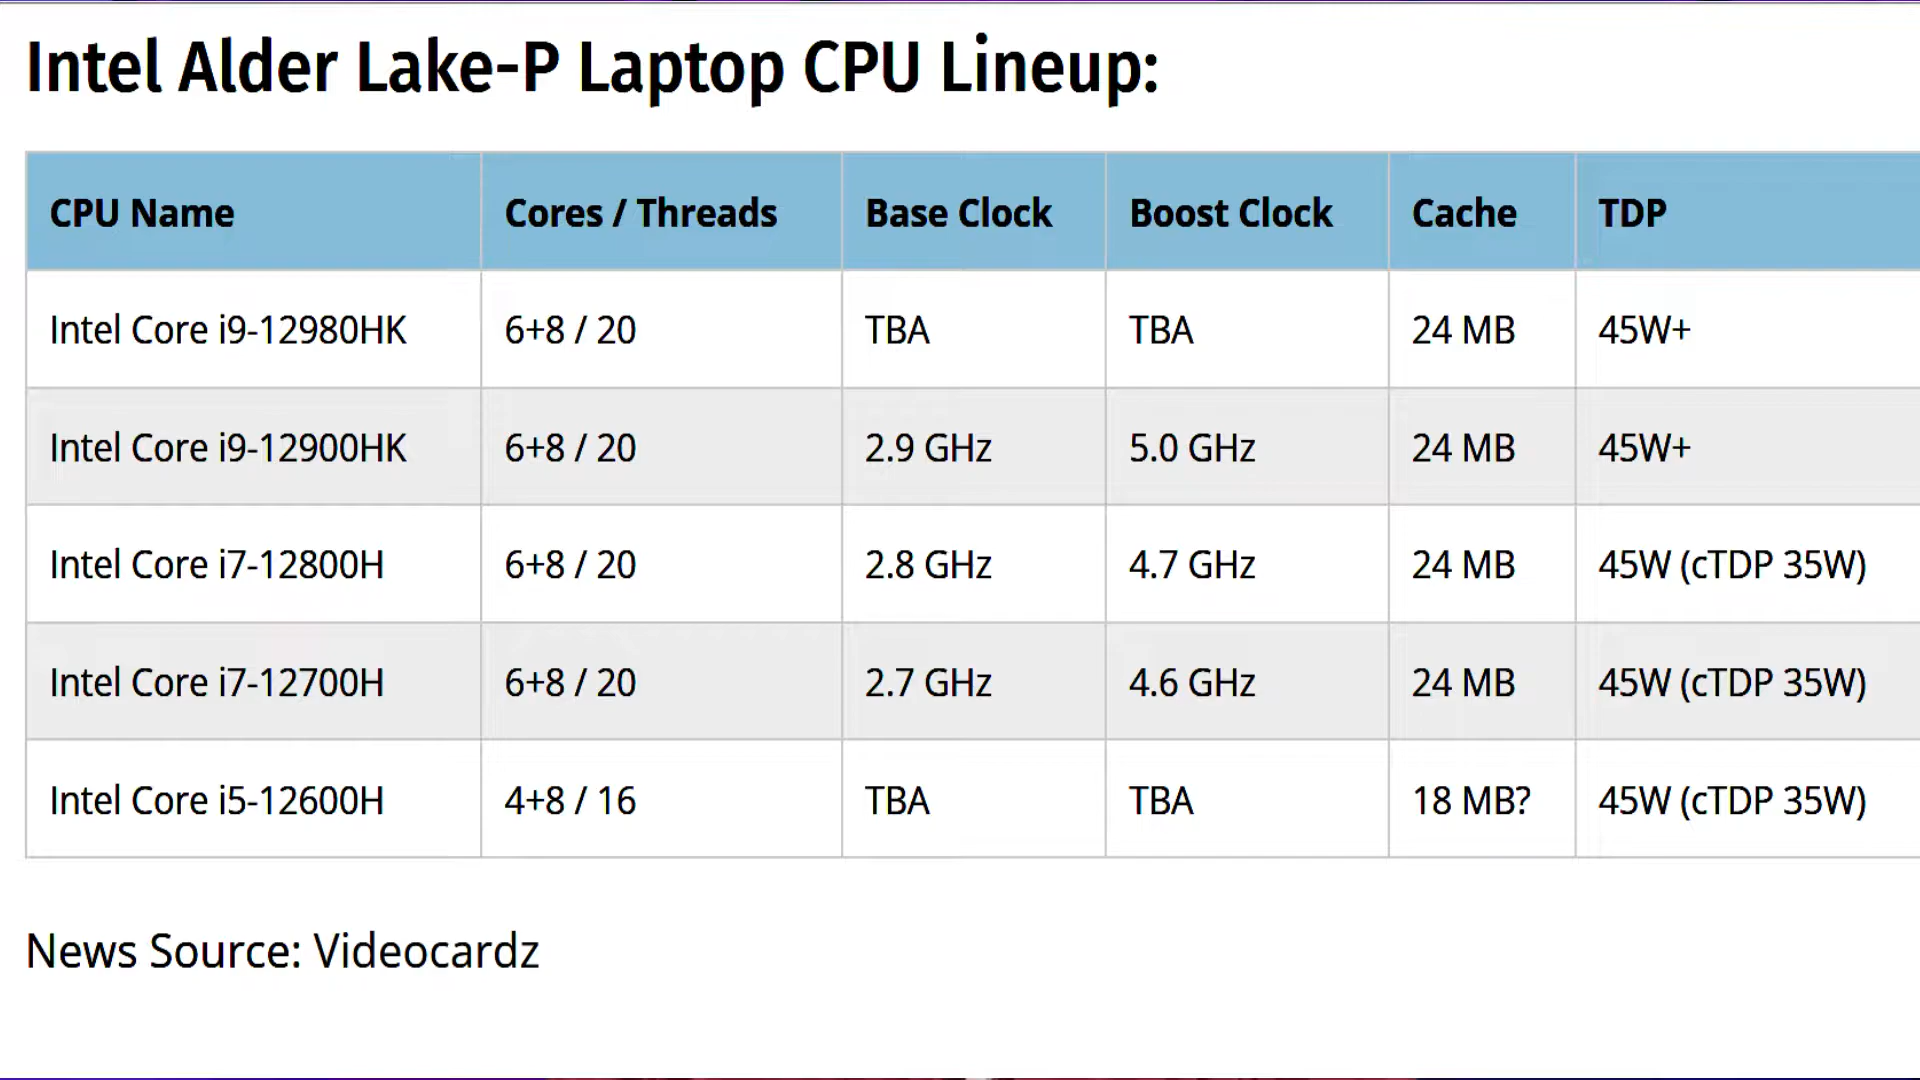 Intel Alder Lake-P Laptop CPU Lineup:
CPU Name Cores / Threads Base Clock Boost Clock Cache TDP
Intel Core i9-12980HK 6+8 / 20 TBA TBA 24 MB 45W+
Intel Core i9-12900HK 6+8 / 20 2.9 GHz 5.0 GHz 24 MB 45W+
Intel Core i7-12800H 6+8 / 20 2.8 GHz 4.7 GHz 24 MB 45W (cTDP 35W)
Intel Core i7-12700H 6+8 / 20 2.7 GHz 4.6 GHz 24 MB 45W (cTDP 35W)
Intel Core i5-12600H 4+8 / 16 TBA TBA 18 MB? 45W (cTDP 35W)
News Source: Videocardz